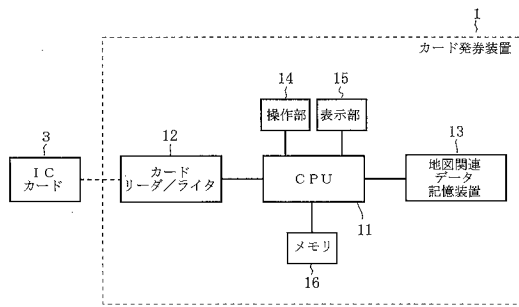 1
カード発券装置
14
15
操作部
表示部
3
12
13
ＩＣ
カード
カード
リーダ/ライタ
ＣＰＵ
地図関連
データ
記憶装置
11
メモリ
16